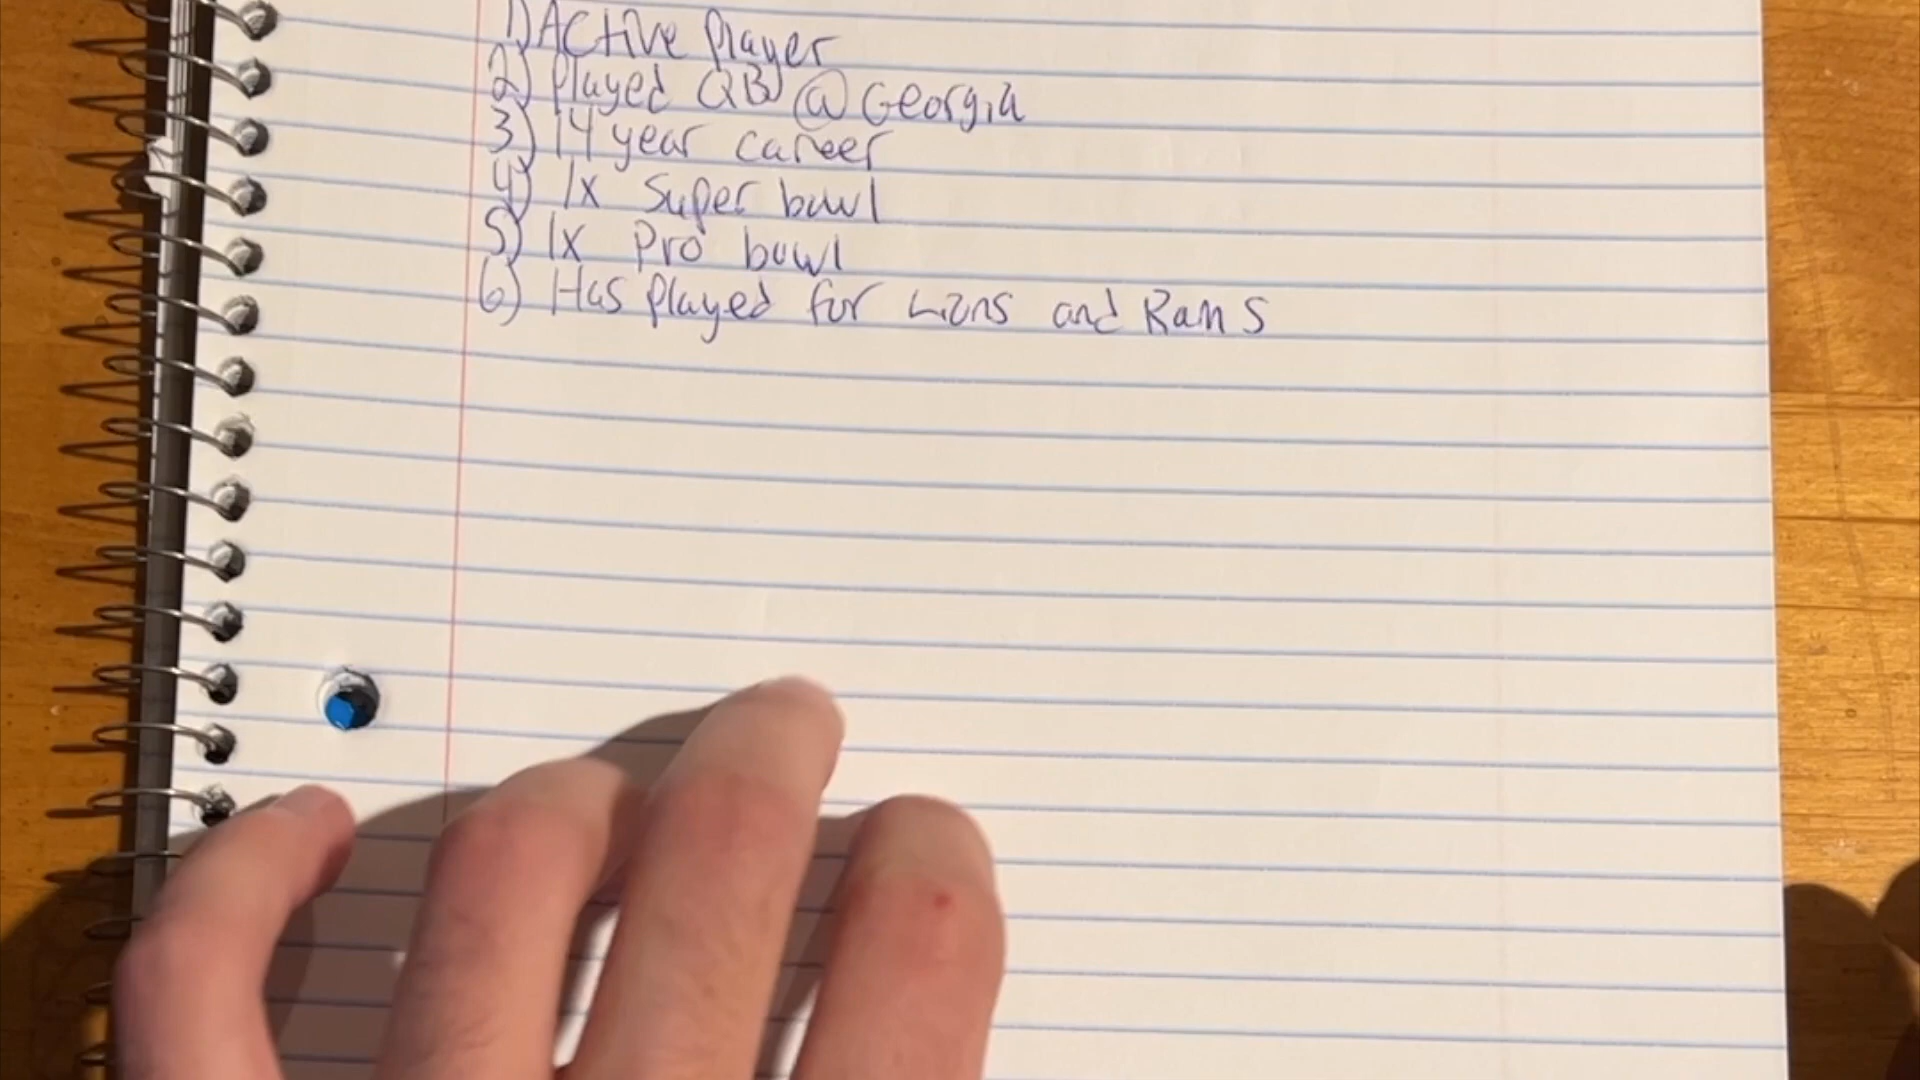 1) Active Player
2) Played QB @ Georgia
3) 14 year career
4) 1x Super bowl
5) 1x Pro bowl
6) Has played for Lions and Rams